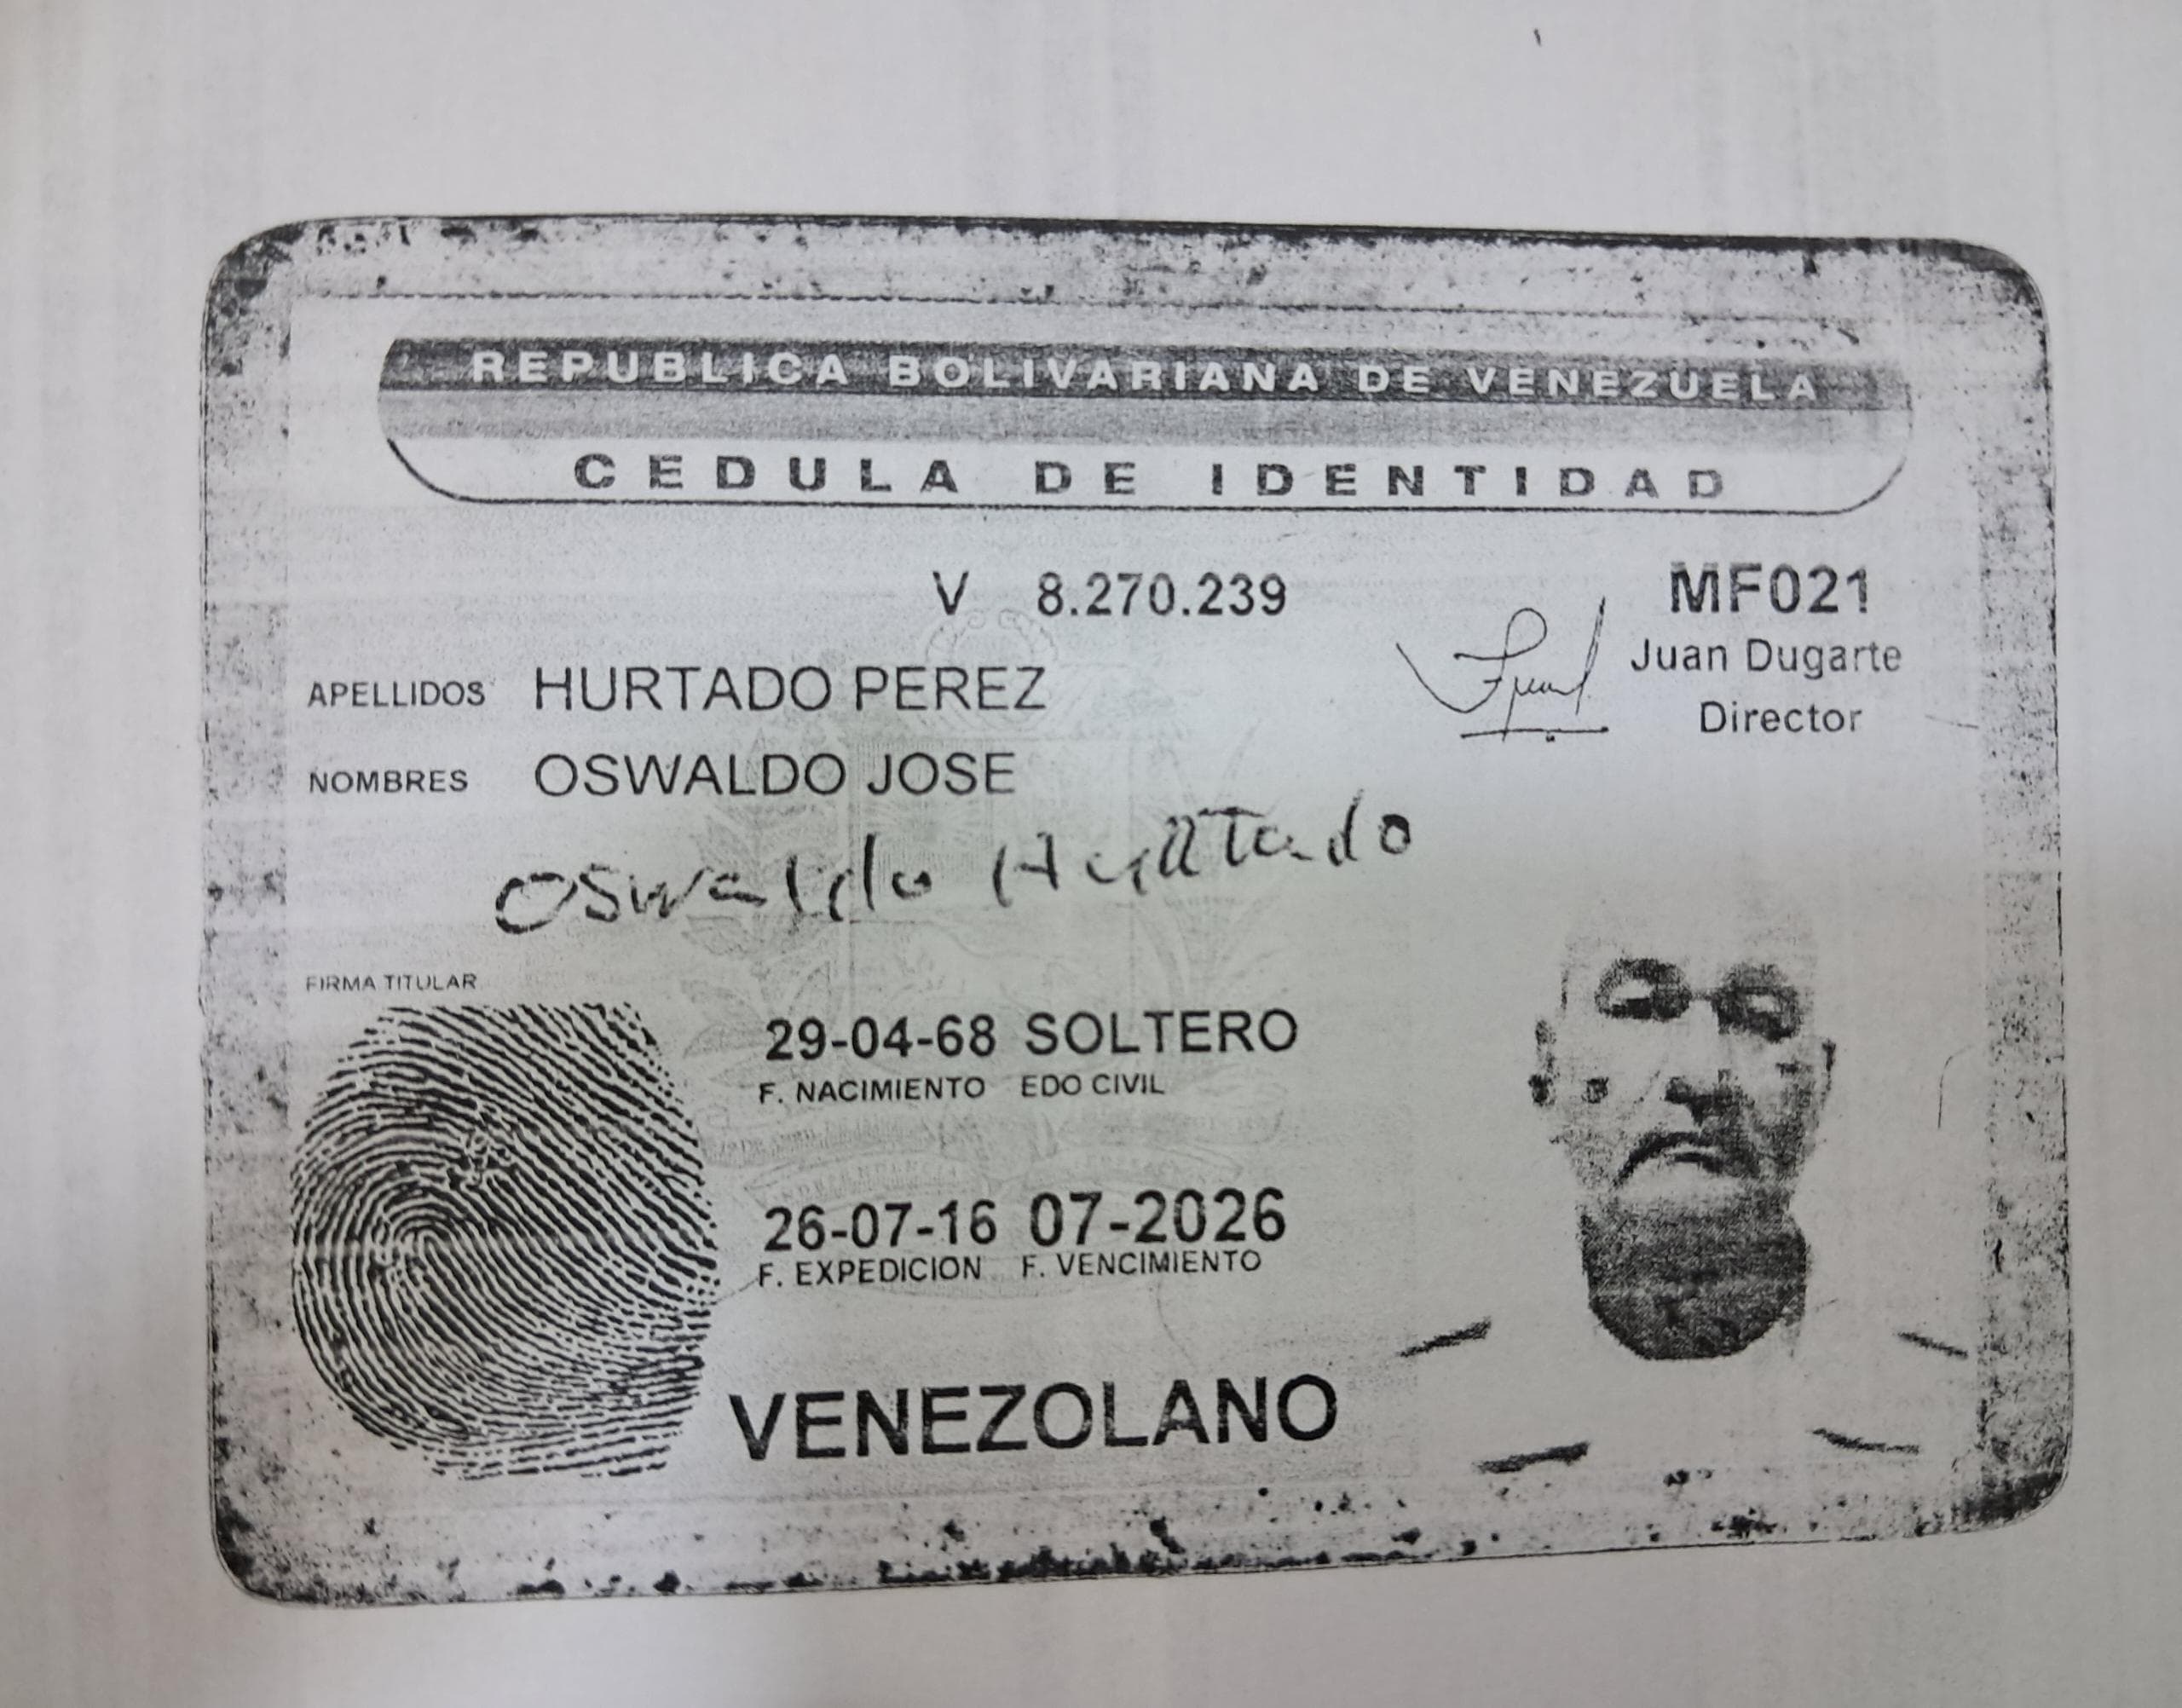 REPUBLICA BOLIVARIANA DE VENEZUELA
CEDULA DE IDENTIDAD
V 8.270.239
MF021
Juan Dugarte
Director
APELLIDOS HURTADO PEREZ
NOMBRES OSWALDO JOSE
Oswaldo Hurtado
FIRMA TITULAR
29-04-68 SOLTERO
F. NACIMIENTO EDO CIVIL
26-07-16 07-2026
F. EXPEDICION F. VENCIMIENTO
VENEZOLANO